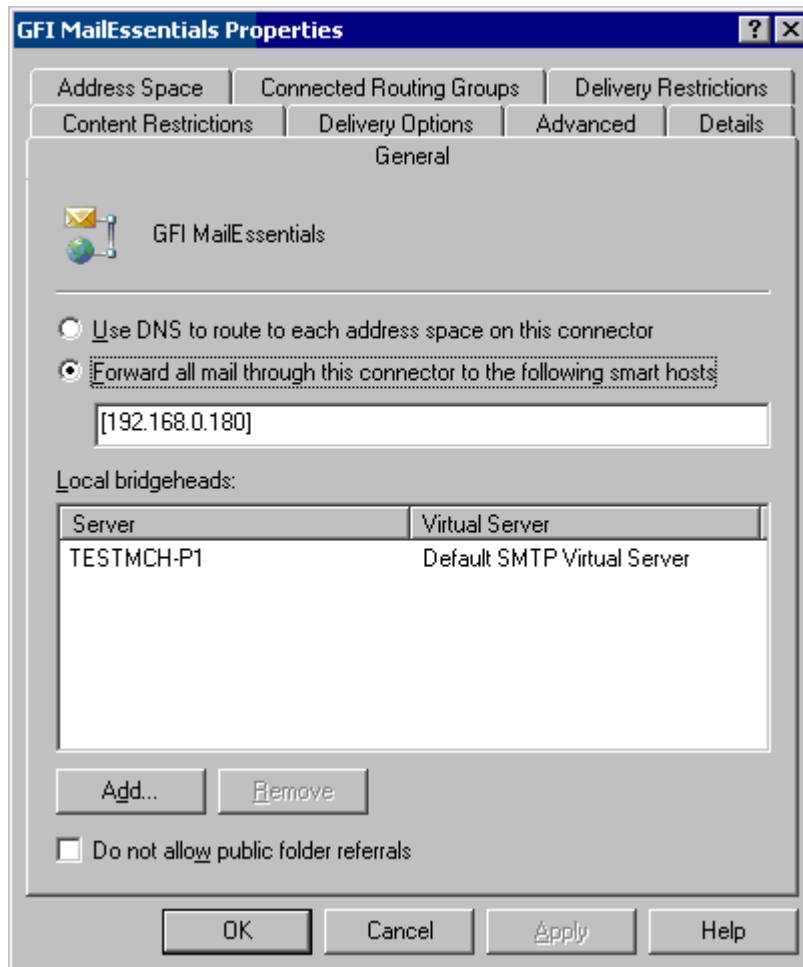 GFI MailEssentials Properties
Address Space Connected Routing Groups Delivery Restrictions
Content Restrictions Delivery Options Advanced Details
General
GFI MailEssentials
Use DNS to route to each address space on this connector
Forward all mail through this connector to the following smart hosts
[192.168.0.180]
Local bridgeheads:
Server Virtual Server
TESTMCH-P1 Default SMTP Virtual Server
Add... Remove
Do not allow public folder referrals
OK Cancel Apply Help